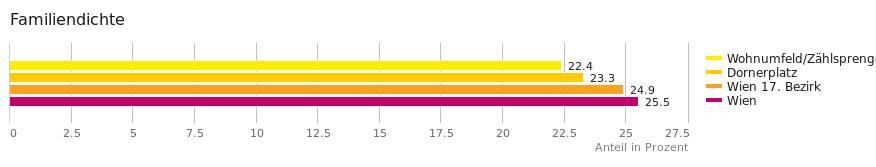 Familiendichte
22.4
23.3
24.9
25.5
0 2.5 5 7.5 10 12.5 15 17.5 20 22.5 25 27.5
Anteil in Prozent
Wohnumfeld/Zählsprenge
Dornerplatz
Wien 17. Bezirk
Wien